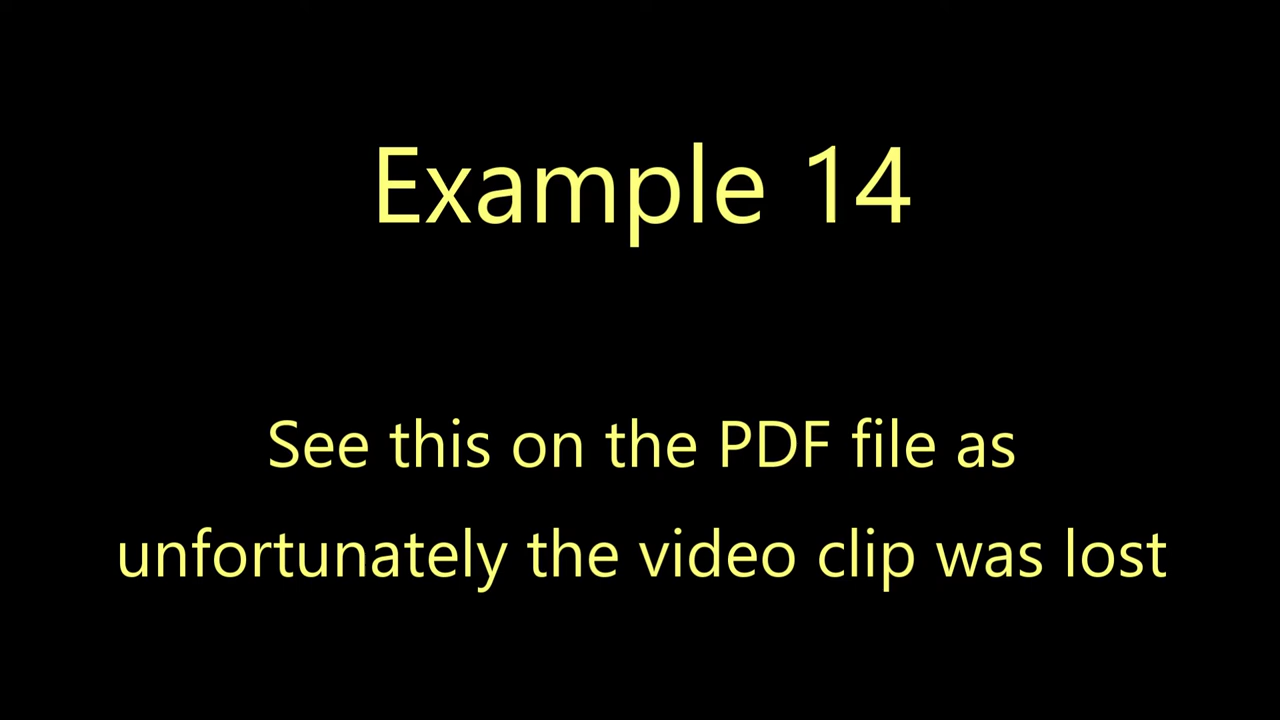 Example 14
See this on the PDF file as
unfortunately the video clip was lost